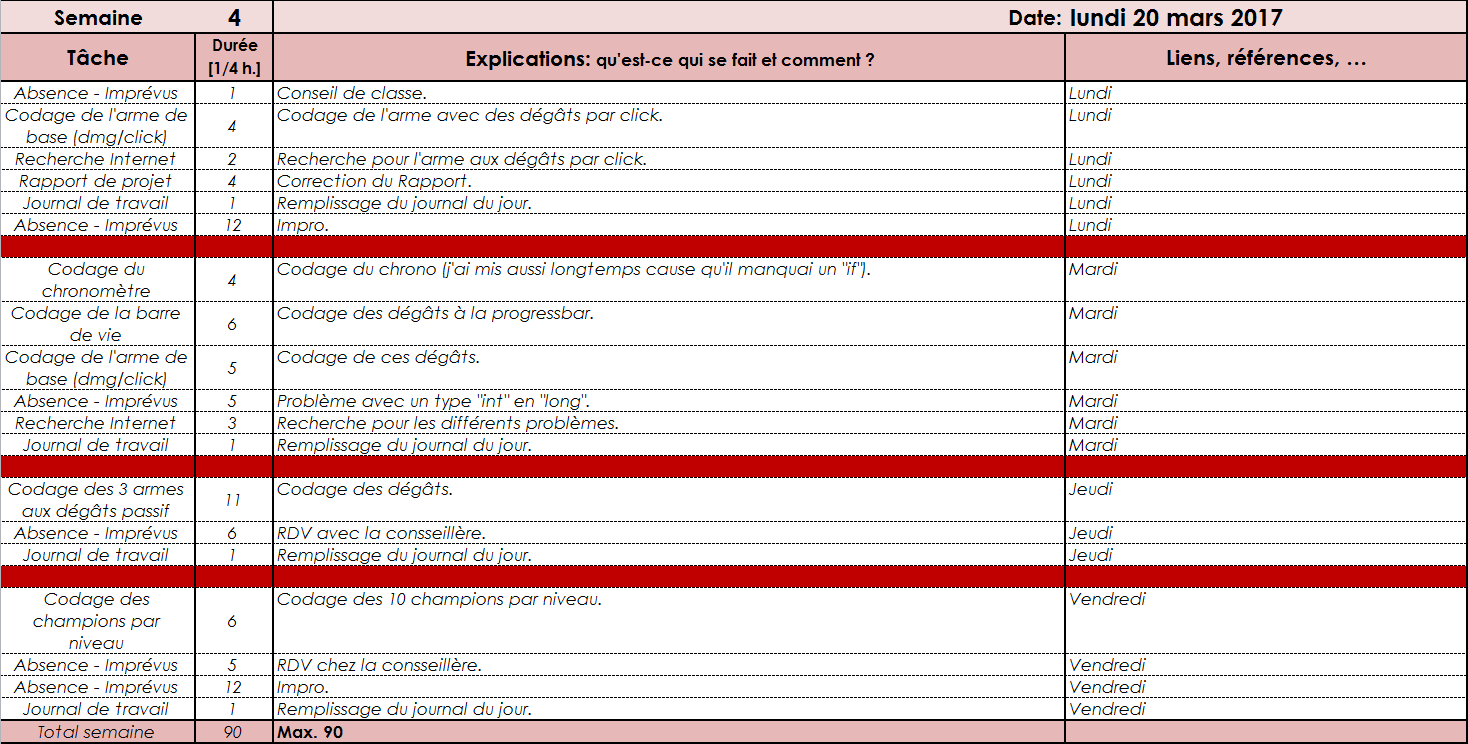 Semaine 4 Date: lundi 20 mars 2017
Tâche Durée [1/4 h.] Explications: qu'est-ce qui se fait et comment ? Liens, références, …
Absence - Imprévus 1 Conseil de classe. Lundi
Codage de l'arme de base (dmg/click) 4 Codage de l'arme avec des dégâts par click. Lundi
Recherche Internet 2 Recherche pour l'arme aux dégâts par click. Lundi
Rapport de projet 4 Correction du Rapport. Lundi
Journal de travail 1 Remplissage du journal du jour. Lundi
Absence - Imprévus 12 Impro. Lundi
Codage du chronomètre 4 Codage du chrono (j'ai mis aussi longtemps cause qu'il manquai un "if"). Mardi
Codage de la barre de vie 6 Codage des dégâts à la progressbar. Mardi
Codage de l'arme de base (dmg/click) 5 Codage de ces dégâts. Mardi
Absence - Imprévus 5 Problème avec un type "int" en "long". Mardi
Recherche Internet 3 Recherche pour les différents problèmes. Mardi
Journal de travail 1 Remplissage du journal du jour. Mardi
Codage des 3 armes aux dégâts passif 11 Codage des dégâts. Jeudi
Absence - Imprévus 6 RDV avec la consseillère. Jeudi
Journal de travail 1 Remplissage du journal du jour. Jeudi
Codage des champions par niveau 6 Codage des 10 champions par niveau. Vendredi
Absence - Imprévus 5 RDV chez la consseillère. Vendredi
Absence - Imprévus 12 Impro. Vendredi
Journal de travail 1 Remplissage du journal du jour. Vendredi
Total semaine 90 Max. 90